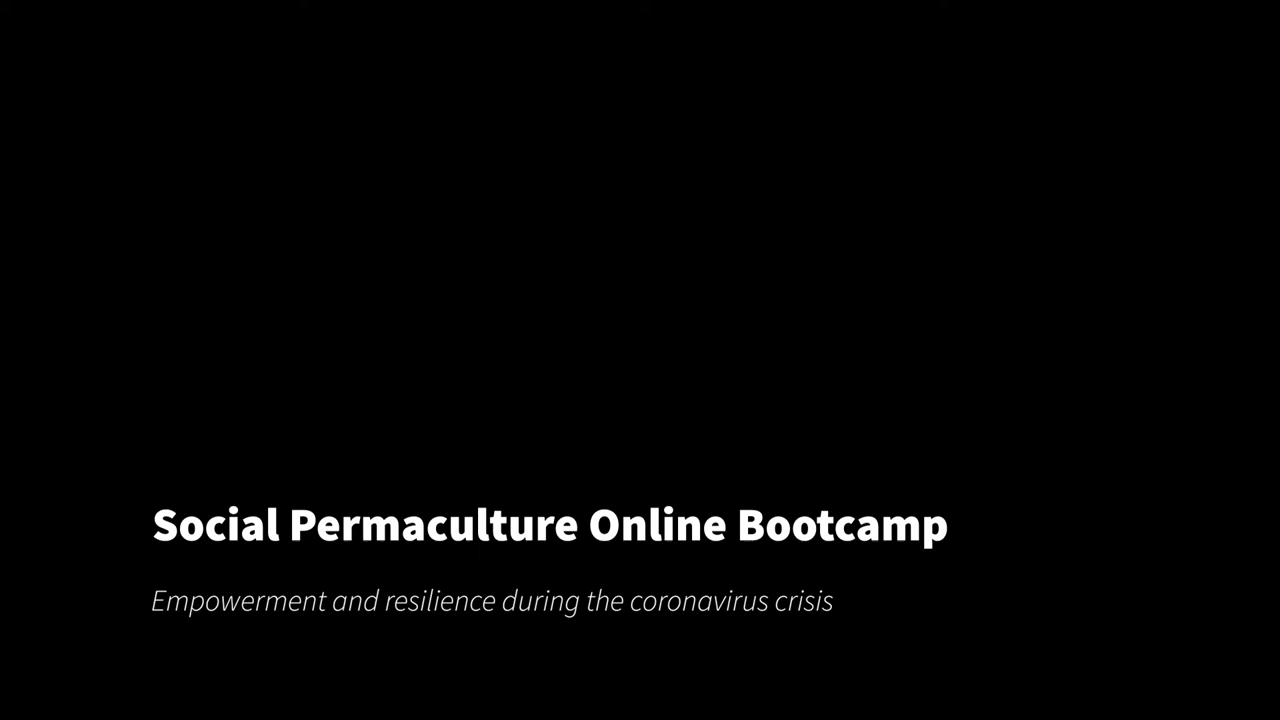 Social Permaculture Online Bootcamp
Empowerment and resilience during the coronavirus crisis